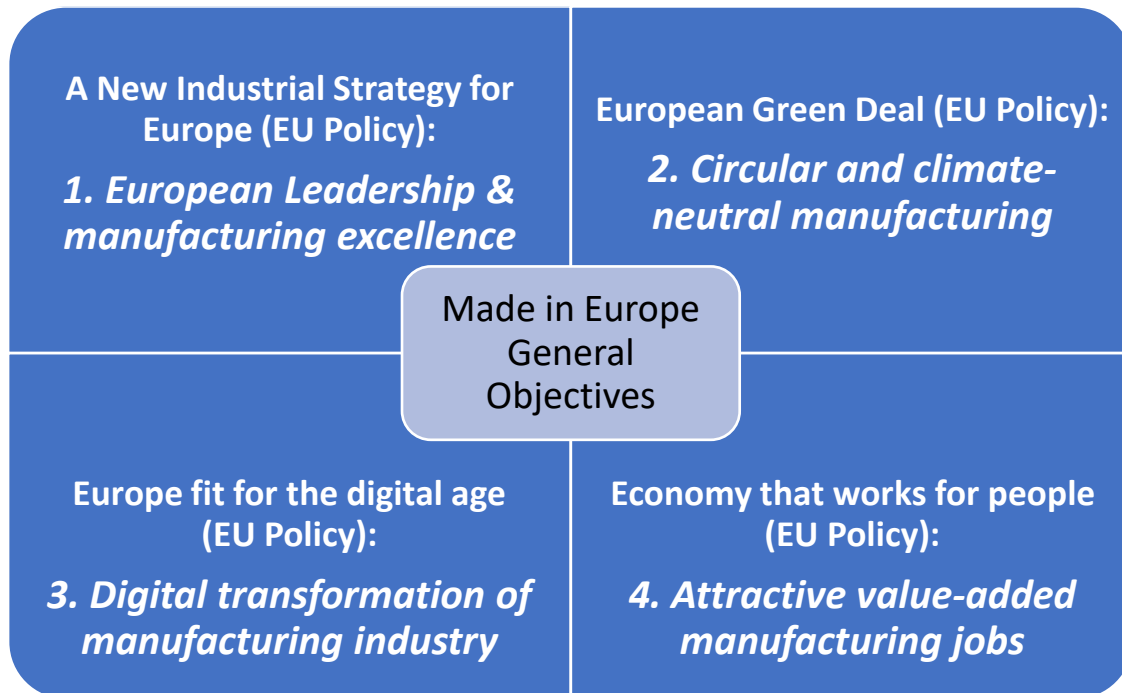 A New Industrial Strategy for
Europe (EU Policy):
1. European Leadership &
manufacturing excellence
European Green Deal (EU Policy):
2. Circular and climate-
neutral manufacturing
Made in Europe
General
Objectives
Europe fit for the digital age
(EU Policy):
3. Digital transformation of
manufacturing industry
Economy that works for people
(EU Policy):
4. Attractive value-added
manufacturing jobs